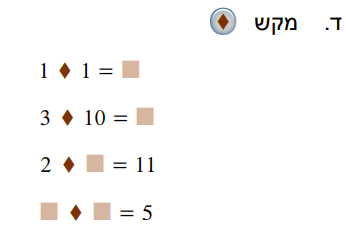 ד. מקש ♦
1 ♦ 1 = ■
3 ♦ 10 = ■
2 ♦ ■ = 11
■ ♦ ■ = 5